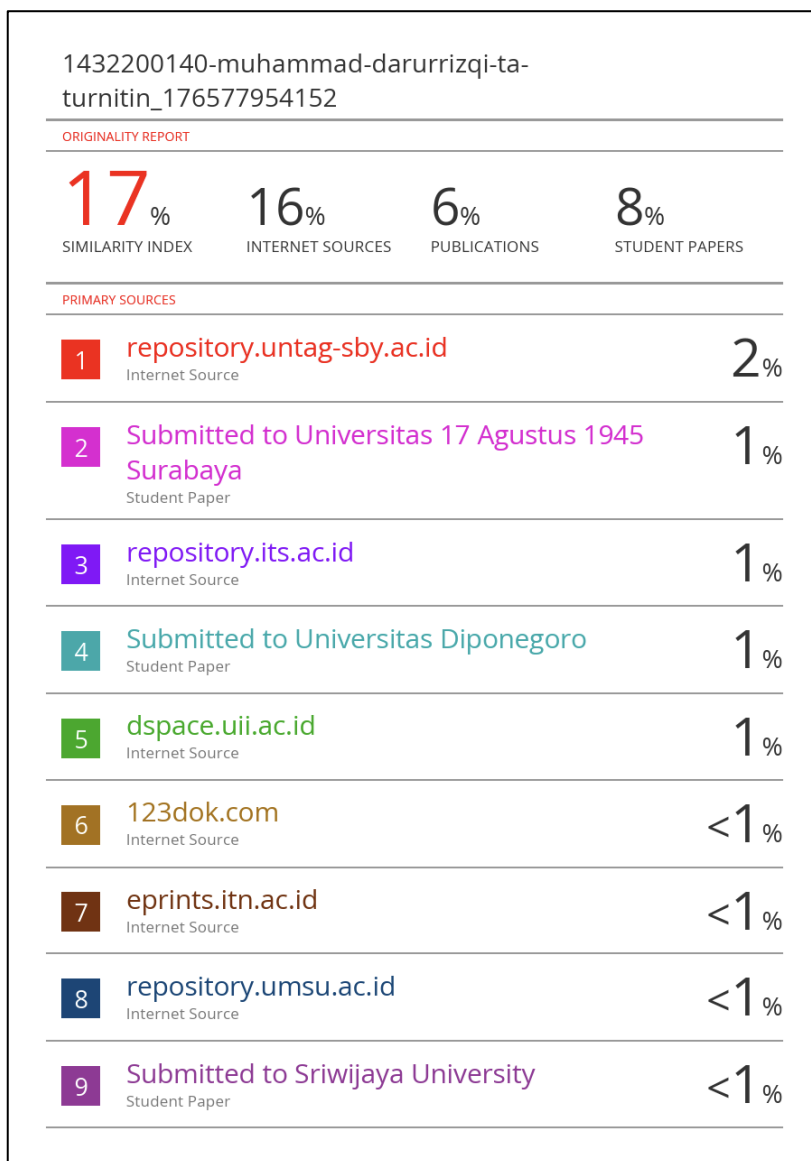 1432200140-muhammad-darurrizqi-ta-
turnitin_176577954152
ORIGINALITY REPORT
17% 16% 6% 8%
SIMILARITY INDEX INTERNET SOURCES PUBLICATIONS STUDENT PAPERS
PRIMARY SOURCES
1 repository.untag-sby.ac.id 2%
Internet Source
2 Submitted to Universitas 17 Agustus 1945 1%
Surabaya
Student Paper
3 repository.its.ac.id 1%
Internet Source
4 Submitted to Universitas Diponegoro 1%
Student Paper
5 dspace.uii.ac.id 1%
Internet Source
6 123dok.com <1%
Internet Source
7 eprints.itn.ac.id <1%
Internet Source
8 repository.umsu.ac.id <1%
Internet Source
9 Submitted to Sriwijaya University <1%
Student Paper